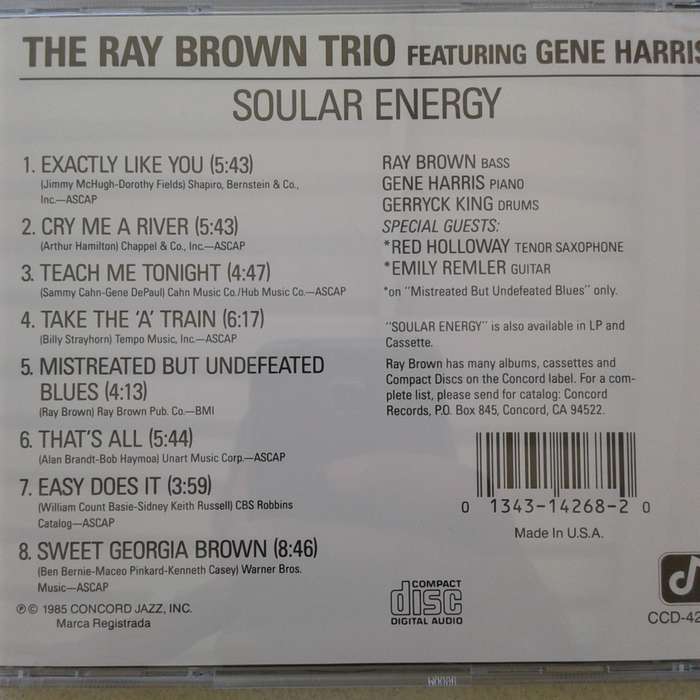 THE RAY BROWN TRIO FEATURING GENE HARRIS
SOULAR ENERGY
1. EXACTLY LIKE YOU (5:43)
(Jimmy McHugh-Dorothy Fields) Shapiro, Bernstein & Co.,
Inc.—ASCAP
2. CRY ME A RIVER (5:43)
(Arthur Hamilton) Chappel & Co., Inc.—ASCAP
3. TEACH ME TONIGHT (4:47)
(Sammy Cahn-Gene DePaul) Cahn Music Co./Hub Music Co.—ASCAP
4. TAKE THE 'A' TRAIN (6:17)
(Billy Strayhorn) Tempo Music, Inc.—ASCAP
5. MISTREATED BUT UNDEFEATED
BLUES (4:13)
(Ray Brown) Ray Brown Pub. Co.—BMI
6. THAT'S ALL (5:44)
(Alan Brandt-Bob Haymoa) Unart Music Corp.—ASCAP
7. EASY DOES IT (3:59)
(William Count Basie-Sidney Keith Russell) CBS Robbins
Catalog—ASCAP
8. SWEET GEORGIA BROWN (8:46)
(Ben Bernie-Maceo Pinkard-Kenneth Casey) Warner Bros.
Music—ASCAP
℗© 1985 CONCORD JAZZ, INC.
Marca Registrada
RAY BROWN BASS
GENE HARRIS PIANO
GERRYCK KING DRUMS
SPECIAL GUESTS:
*RED HOLLOWAY TENOR SAXOPHONE
*EMILY REMLER GUITAR
*on "Mistreated But Undefeated Blues" only.
"SOULAR ENERGY" is also available in LP and
Cassette.
Ray Brown has many albums, cassettes and
Compact Discs on the Concord label. For a com-
plete list, please send for catalog: Concord
Records, P.O. Box 845, Concord, CA 94522.
0 1343-14268-2 0
Made in U.S.A.
COMPACT
disc
DIGITAL AUDIO
CCD-42